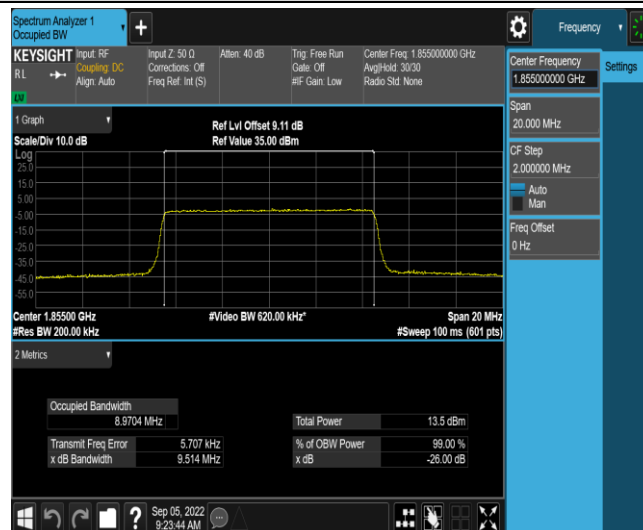 Spectrum Analyzer 1
Occupied BW
Frequency
KEYSIGHT
RL
Input: RF
Coupling: DC
Align: Auto
Input Z: 50 Ω
Corrections: Off
Freq Ref: Int (S)
Atten: 40 dB
Trig: Free Run
Gate: Off
#IF Gain: Low
Center Freq: 1.855000000 GHz
Avg|Hold: 30/30
Radio Std: None
Center Frequency
1.855000000 GHz
Settings
Span
20.000 MHz
CF Step
2.000000 MHz
Auto
Man
Freq Offset
0 Hz
1 Graph
Scale/Div 10.0 dB
Ref Lvl Offset 9.11 dB
Ref Value 35.00 dBm
Log
25.0
15.0
5.00
-5.00
-15.0
-25.0
-35.0
-45.0
-55.0
Center 1.85500 GHz
#Res BW 200.00 kHz
#Video BW 620.00 kHz*
Span 20 MHz
#Sweep 100 ms (601 pts)
2 Metrics
Occupied Bandwidth
8.9704 MHz
Total Power 13.5 dBm
Transmit Freq Error 5.707 kHz
% of OBW Power 99.00 %
x dB Bandwidth 9.514 MHz
x dB -26.00 dB
?
Sep 05, 2022
9:23:44 AM